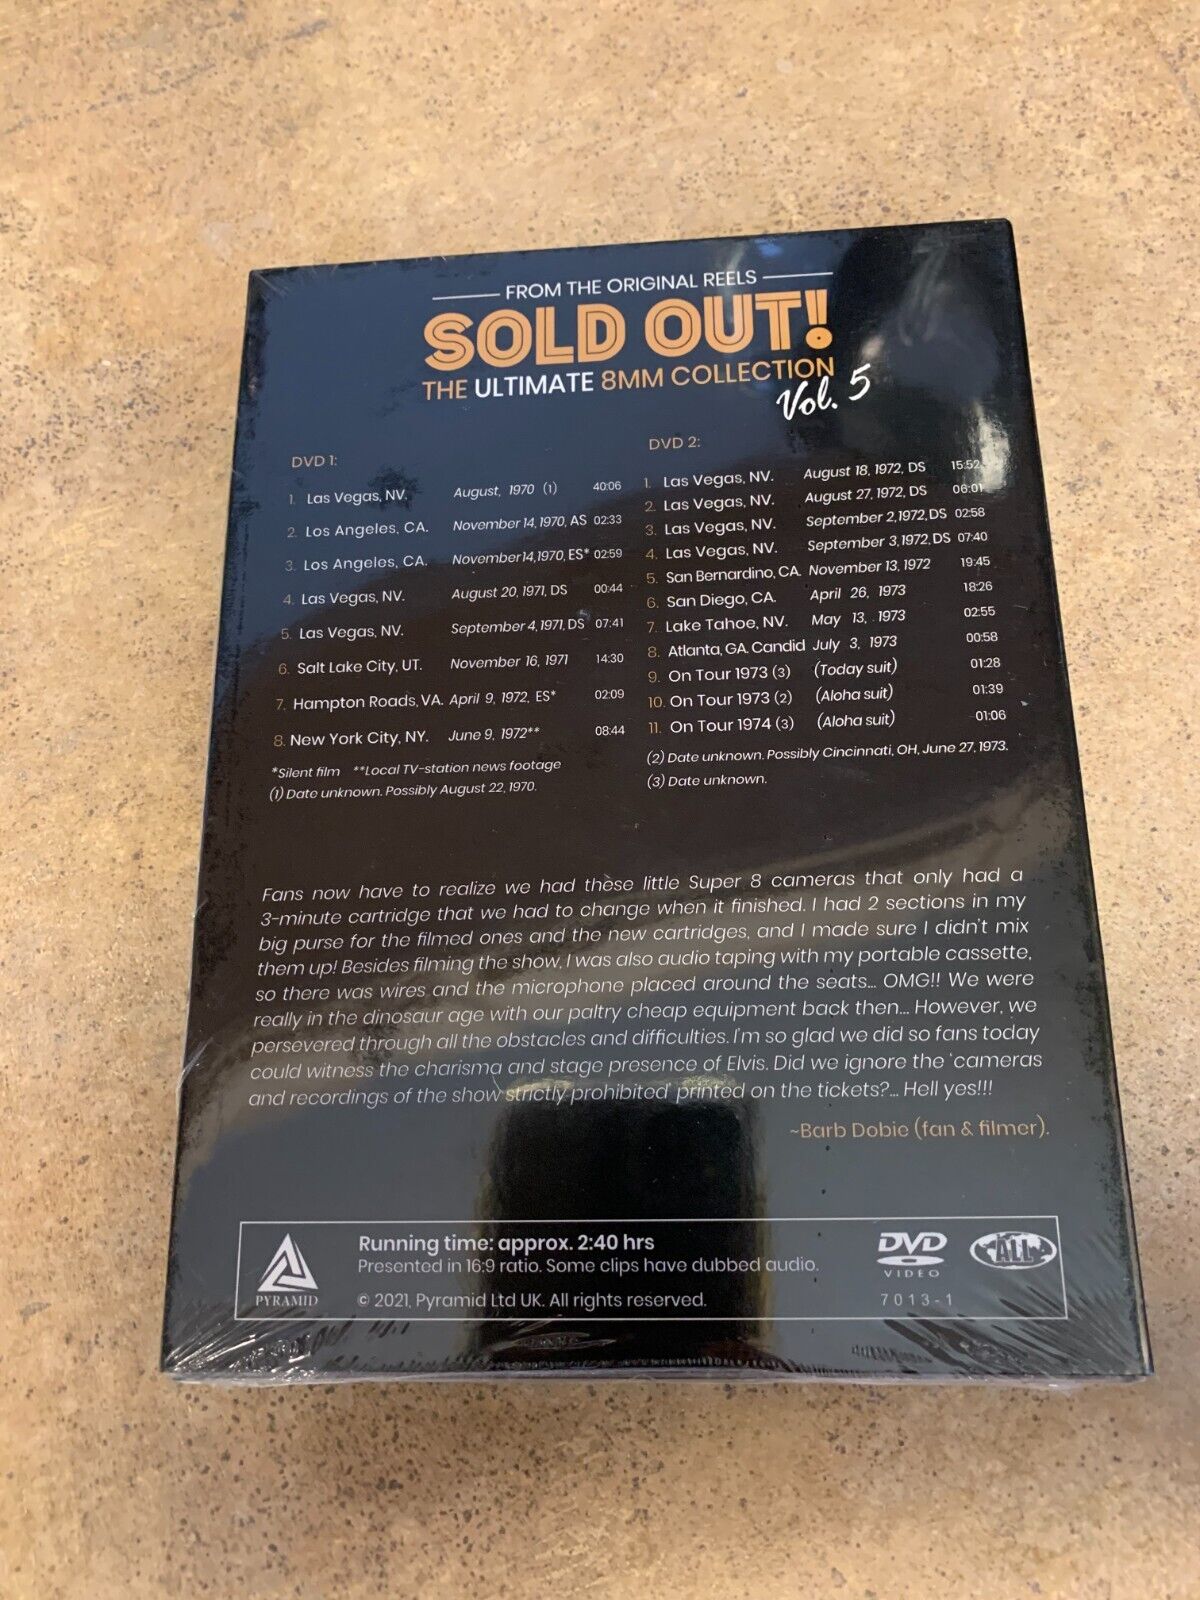 FROM THE ORIGINAL REELS
SOLD OUT!
THE ULTIMATE 8MM COLLECTION
Vol. 5
DVD 1:
1. Las Vegas, NV. August, 1970 (1) 40:06
2. Los Angeles, CA. November 14, 1970, AS 02:33
3. Los Angeles, CA. November 14, 1970, ES* 02:59
4. Las Vegas, NV. August 20, 1971, DS 00:44
5. Las Vegas, NV. September 4, 1971, DS 07:41
6. Salt Lake City, UT. November 16, 1971 14:30
7. Hampton Roads, VA. April 9, 1972, ES* 02:09
8. New York City, NY. June 9, 1972** 08:44
*Silent film **Local TV-station news footage
(1) Date unknown. Possibly August 22, 1970.
DVD 2:
1. Las Vegas, NV. August 18, 1972, DS 15:52
2. Las Vegas, NV. August 27, 1972, DS 06:01
3. Las Vegas, NV. September 2, 1972, DS 02:58
4. Las Vegas, NV. September 3, 1972, DS 07:40
5. San Bernardino, CA. November 13, 1972 19:45
6. San Diego, CA. April 26, 1973 18:26
7. Lake Tahoe, NV. May 13, 1973 02:55
8. Atlanta, GA. Candid July 3, 1973 00:58
9. On Tour 1973 (3) (Today suit) 01:28
10. On Tour 1973 (2) (Aloha suit) 01:39
11. On Tour 1974 (3) (Aloha suit) 01:06
(2) Date unknown. Possibly Cincinnati, OH, June 27, 1973.
(3) Date unknown.
Fans now have to realize we had these little Super 8 cameras that only had a
3-minute cartridge that we had to change when it finished. I had 2 sections in my
big purse for the filmed ones and the new cartridges, and I made sure I didn't mix
them up! Besides filming the show, I was also audio taping with my portable cassette,
so there was wires and the microphone placed around the seats... OMG!! We were
really in the dinosaur age with our paltry cheap equipment back then... However, we
persevered through all the obstacles and difficulties. I'm so glad we did so fans today
could witness the charisma and stage presence of Elvis. Did we ignore the 'cameras
and recordings of the show strictly prohibited' printed on the tickets?... Hell yes!!!
~Barb Dobie (fan & filmer).
PYRAMID
Running time: approx. 2:40 hrs
Presented in 16:9 ratio. Some clips have dubbed audio.
© 2021, Pyramid Ltd UK. All rights reserved.
DVD
VIDEO
7013-1
ALL